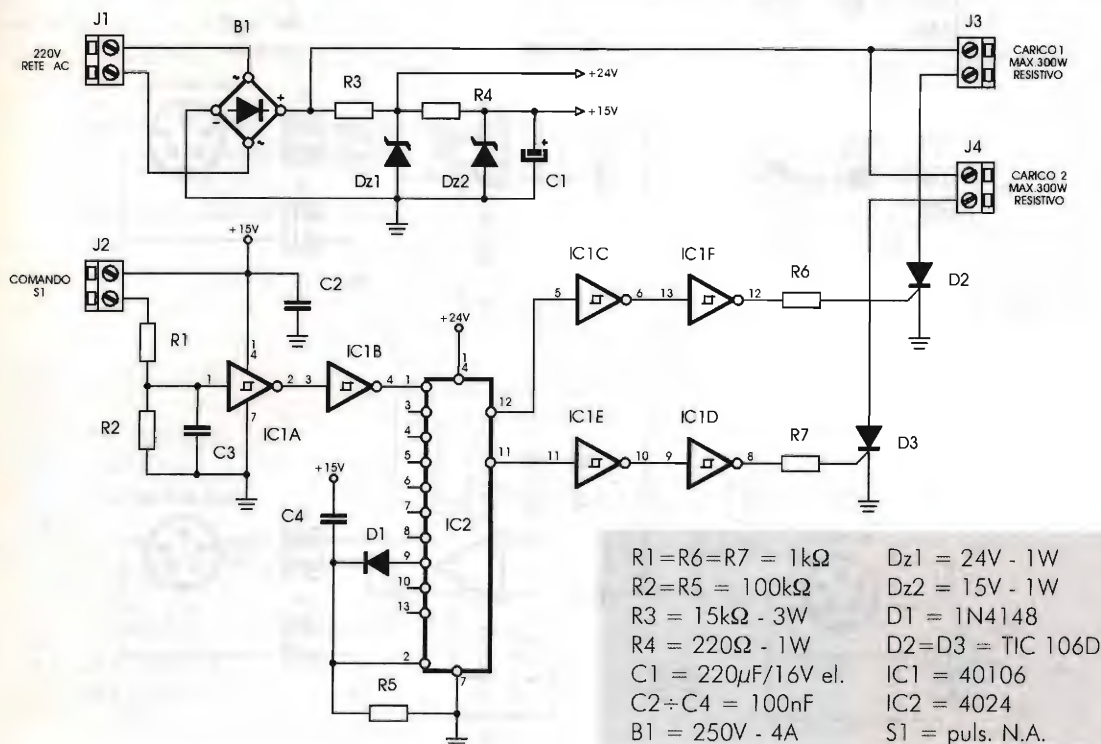 J1
B1
J3
220V
RETE AC
R3
+24V
R4
+15V
CARICO 1
MAX.300W
RESISTIVO
~
−
+
~
Dz1
Dz2
+
C1
J4
CARICO 2
MAX.300W
RESISTIVO
J2
+15V
COMANDO
S1
C2
IC1C
IC1F
R6
D2
5
6
13
12
R1
+24V
1
4
IC1B
1
4
1
2
3
4
1
12
R2
7
IC1A
C3
3
4
IC1E
IC1D
R7
D3
11
11
10
9
8
+15V
5
6
7
IC2
C4
D1
8
9
10
13
2
R5
7
R1=R6=R7 = 1kΩ
R2=R5 = 100kΩ
R3 = 15kΩ - 3W
R4 = 220Ω - 1W
C1 = 220µF/16V el.
C2÷C4 = 100nF
B1 = 250V - 4A
Dz1 = 24V - 1W
Dz2 = 15V - 1W
D1 = 1N4148
D2=D3 = TIC 106D
IC1 = 40106
IC2 = 4024
S1 = puls. N.A.